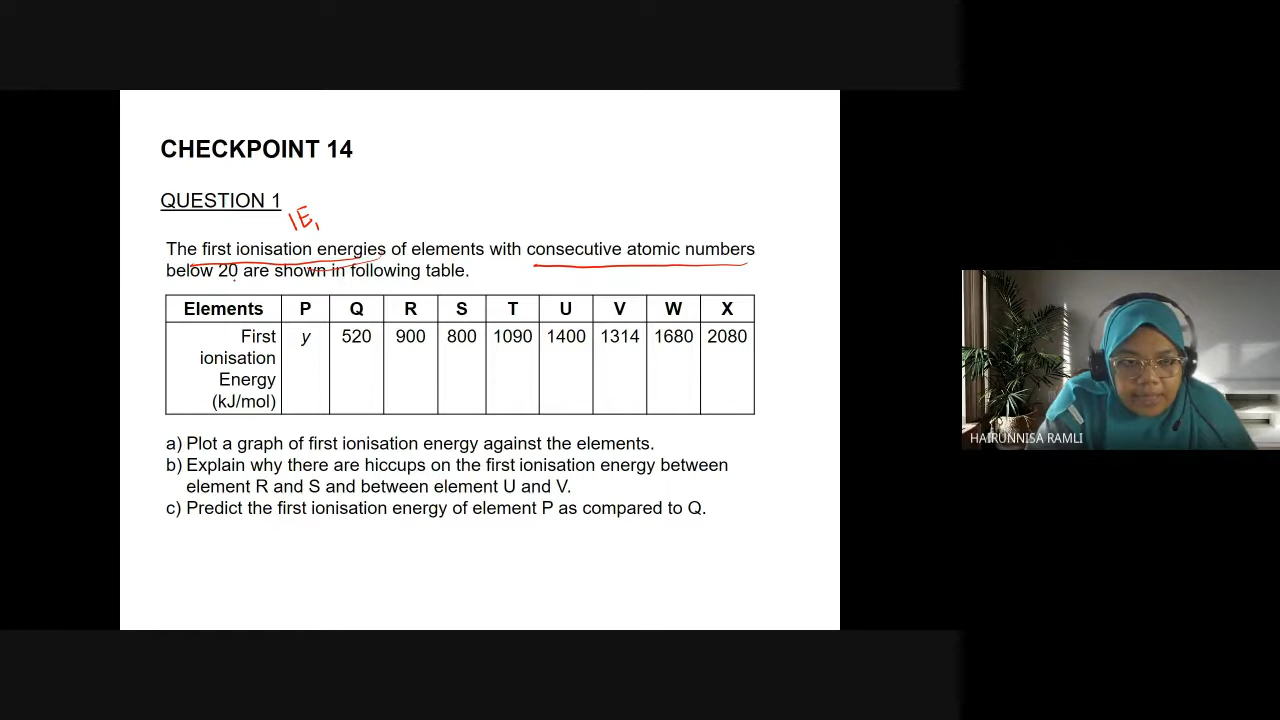 CHECKPOINT 14
QUESTION 1
IE₁
The first ionisation energies of elements with consecutive atomic numbers
below 20 are shown in following table.
Elements P Q R S T U V W X
First ionisation Energy (kJ/mol) y 520 900 800 1090 1400 1314 1680 2080
a) Plot a graph of first ionisation energy against the elements.
b) Explain why there are hiccups on the first ionisation energy between
element R and S and between element U and V.
c) Predict the first ionisation energy of element P as compared to Q.
HAIRUNNISA RAMLI